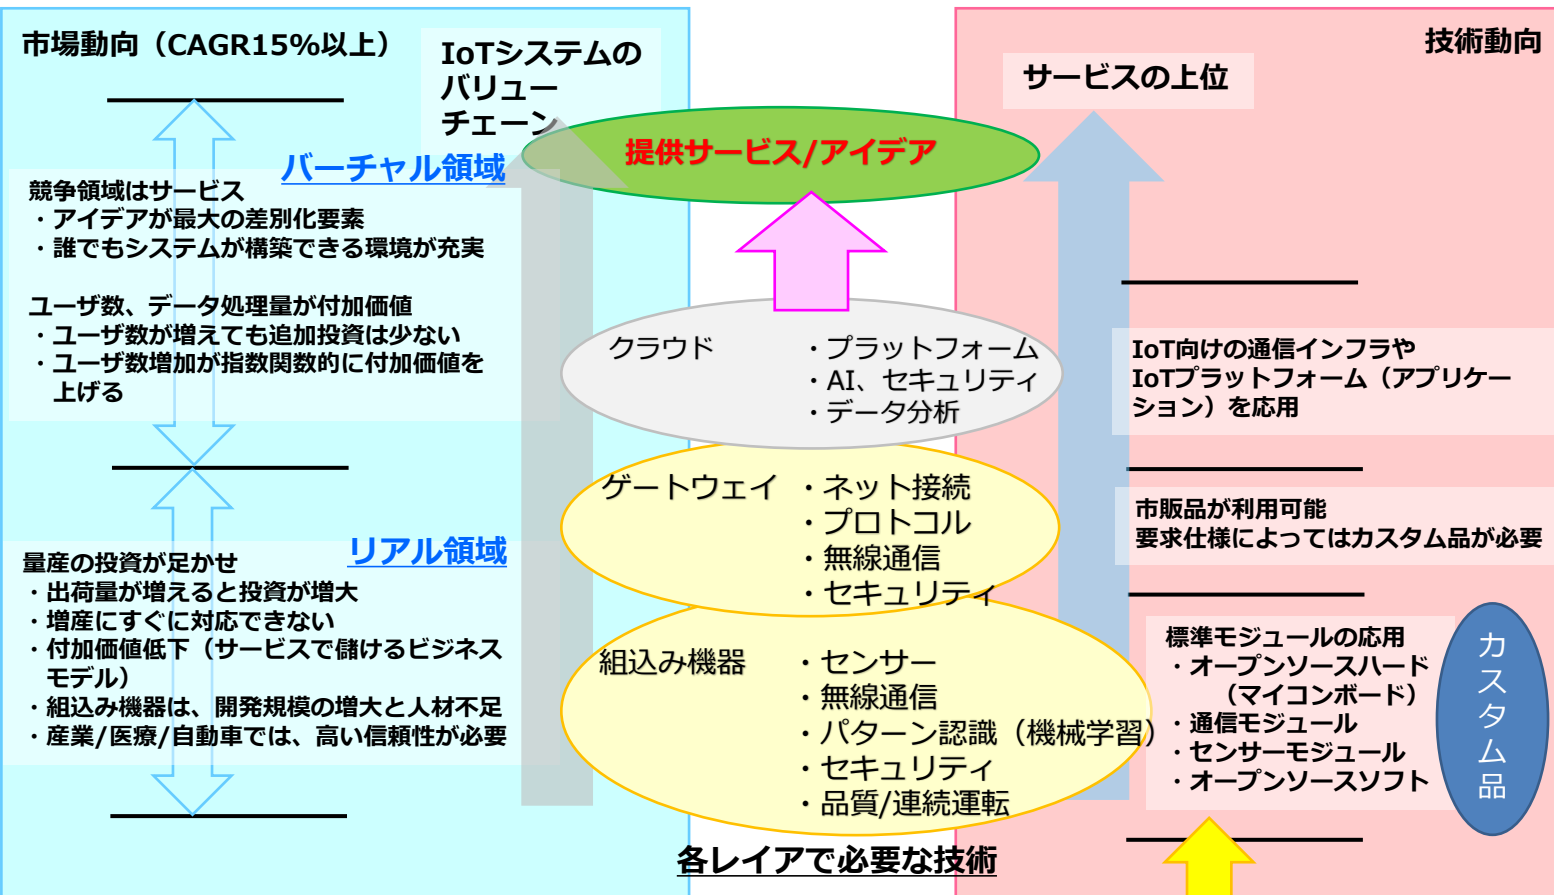 市場動向（CAGR15%以上）
IoTシステムの
バリュー
チェーン
バーチャル領域
競争領域はサービス
・アイデアが最大の差別化要素
・誰でもシステムが構築できる環境が充実
ユーザ数、データ処理量が付加価値
・ユーザ数が増えても追加投資は少ない
・ユーザ数増加が指数関数的に付加価値を
上げる
リアル領域
量産の投資が足かせ
・出荷量が増えると投資が増大
・増産にすぐに対応できない
・付加価値低下（サービスで儲けるビジネス
モデル）
・組込み機器は、開発規模の増大と人材不足
・産業/医療/自動車では、高い信頼性が必要
提供サービス/アイデア
クラウド
・プラットフォーム
・AI、セキュリティ
・データ分析
ゲートウェイ
・ネット接続
・プロトコル
・無線通信
・セキュリティ
組込み機器
・センサー
・無線通信
・パターン認識（機械学習）
・セキュリティ
・品質/連続運転
各レイアで必要な技術
技術動向
サービスの上位
IoT向けの通信インフラや
IoTプラットフォーム（アプリケー
ション）を応用
市販品が利用可能
要求仕様によってはカスタム品が必要
標準モジュールの応用
・オープンソースハード
（マイコンボード）
・通信モジュール
・センサーモジュール
・オープンソースソフト
カスタム品